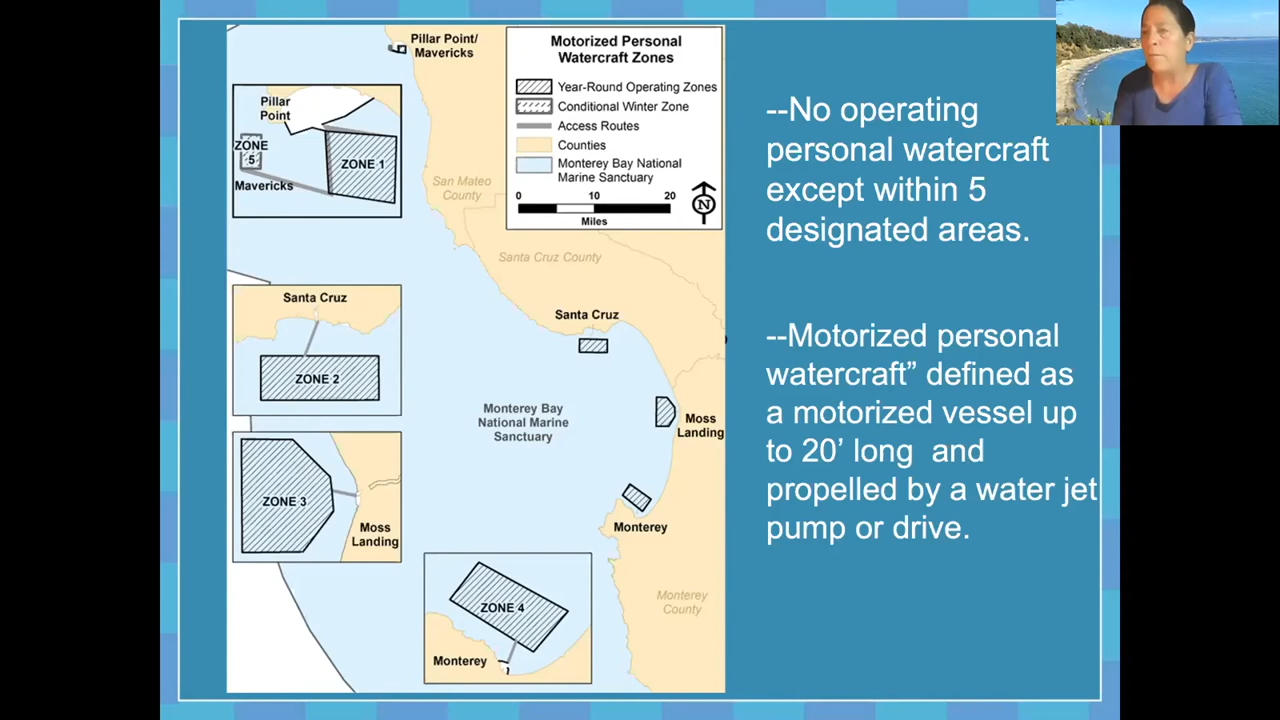 Pillar Point/
Mavericks
Motorized Personal
Watercraft Zones
Year-Round Operating Zones
Conditional Winter Zone
Access Routes
Counties
Monterey Bay National
Marine Sanctuary
0 10 20
Miles
N
Pillar
Point
ZONE
5
ZONE 1
Mavericks
San Mateo
County
Santa Cruz County
Santa Cruz
ZONE 2
Santa Cruz
Monterey Bay
National Marine
Sanctuary
Moss
Landing
ZONE 3
Moss
Landing
Monterey
ZONE 4
Monterey
Monterey
County
--No operating
personal watercraft
except within 5
designated areas.
--Motorized personal
watercraft” defined as
a motorized vessel up
to 20’ long and
propelled by a water jet
pump or drive.